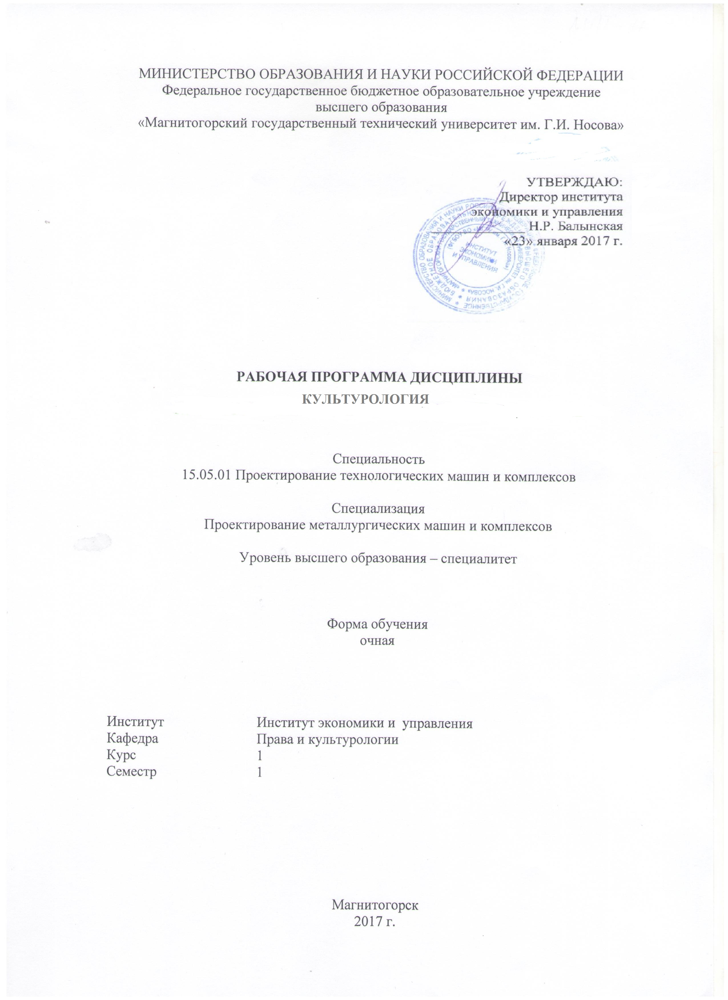 МИНИСТЕРСТВО ОБРАЗОВАНИЯ И НАУКИ РОССИЙСКОЙ ФЕДЕРАЦИИ
Федеральное государственное бюджетное образовательное учреждение
высшего образования
«Магнитогорский государственный технический университет им. Г.И. Носова»
УТВЕРЖДАЮ:
Директор института
экономики и управления
Н.Р. Балынская
«23» января 2017 г.
ИНСТИТУТ
ЭКОНОМИКИ
И УПРАВЛЕНИЯ
РАБОЧАЯ ПРОГРАММА ДИСЦИПЛИНЫ
КУЛЬТУРОЛОГИЯ
Специальность
15.05.01 Проектирование технологических машин и комплексов
Специализация
Проектирование металлургических машин и комплексов
Уровень высшего образования – специалитет
Форма обучения
очная
Институт Институт экономики и управления
Кафедра Права и культурологии
Курс 1
Семестр 1
Магнитогорск
2017 г.